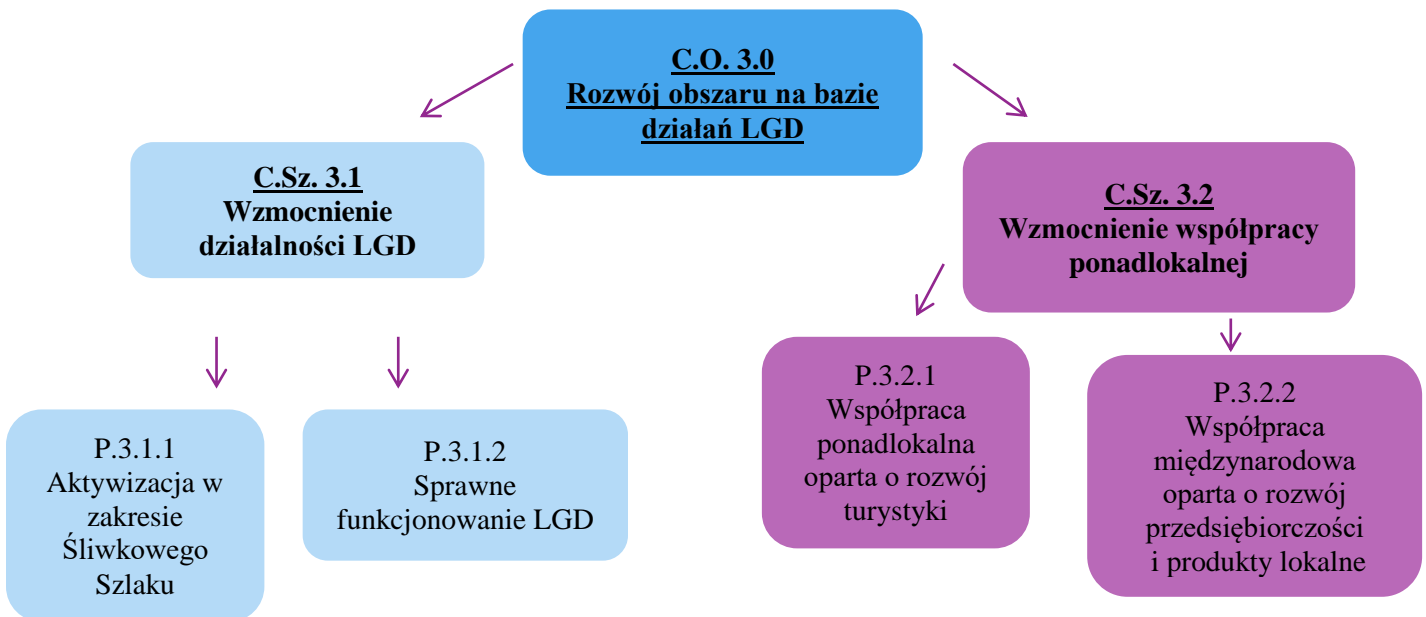 C.O. 3.0
Rozwój obszaru na bazie
działań LGD
C.Sz. 3.1
Wzmocnienie
działalności LGD
C.Sz. 3.2
Wzmocnienie współpracy
ponadlokalnej
P.3.1.1
Aktywizacja w
zakresie
Śliwkowego
Szlaku
P.3.1.2
Sprawne
funkcjonowanie LGD
P.3.2.1
Współpraca
ponadlokalna
oparta o rozwój
turystyki
P.3.2.2
Współpraca
międzynarodowa
oparta o rozwój
przedsiębiorczości
i produkty lokalne